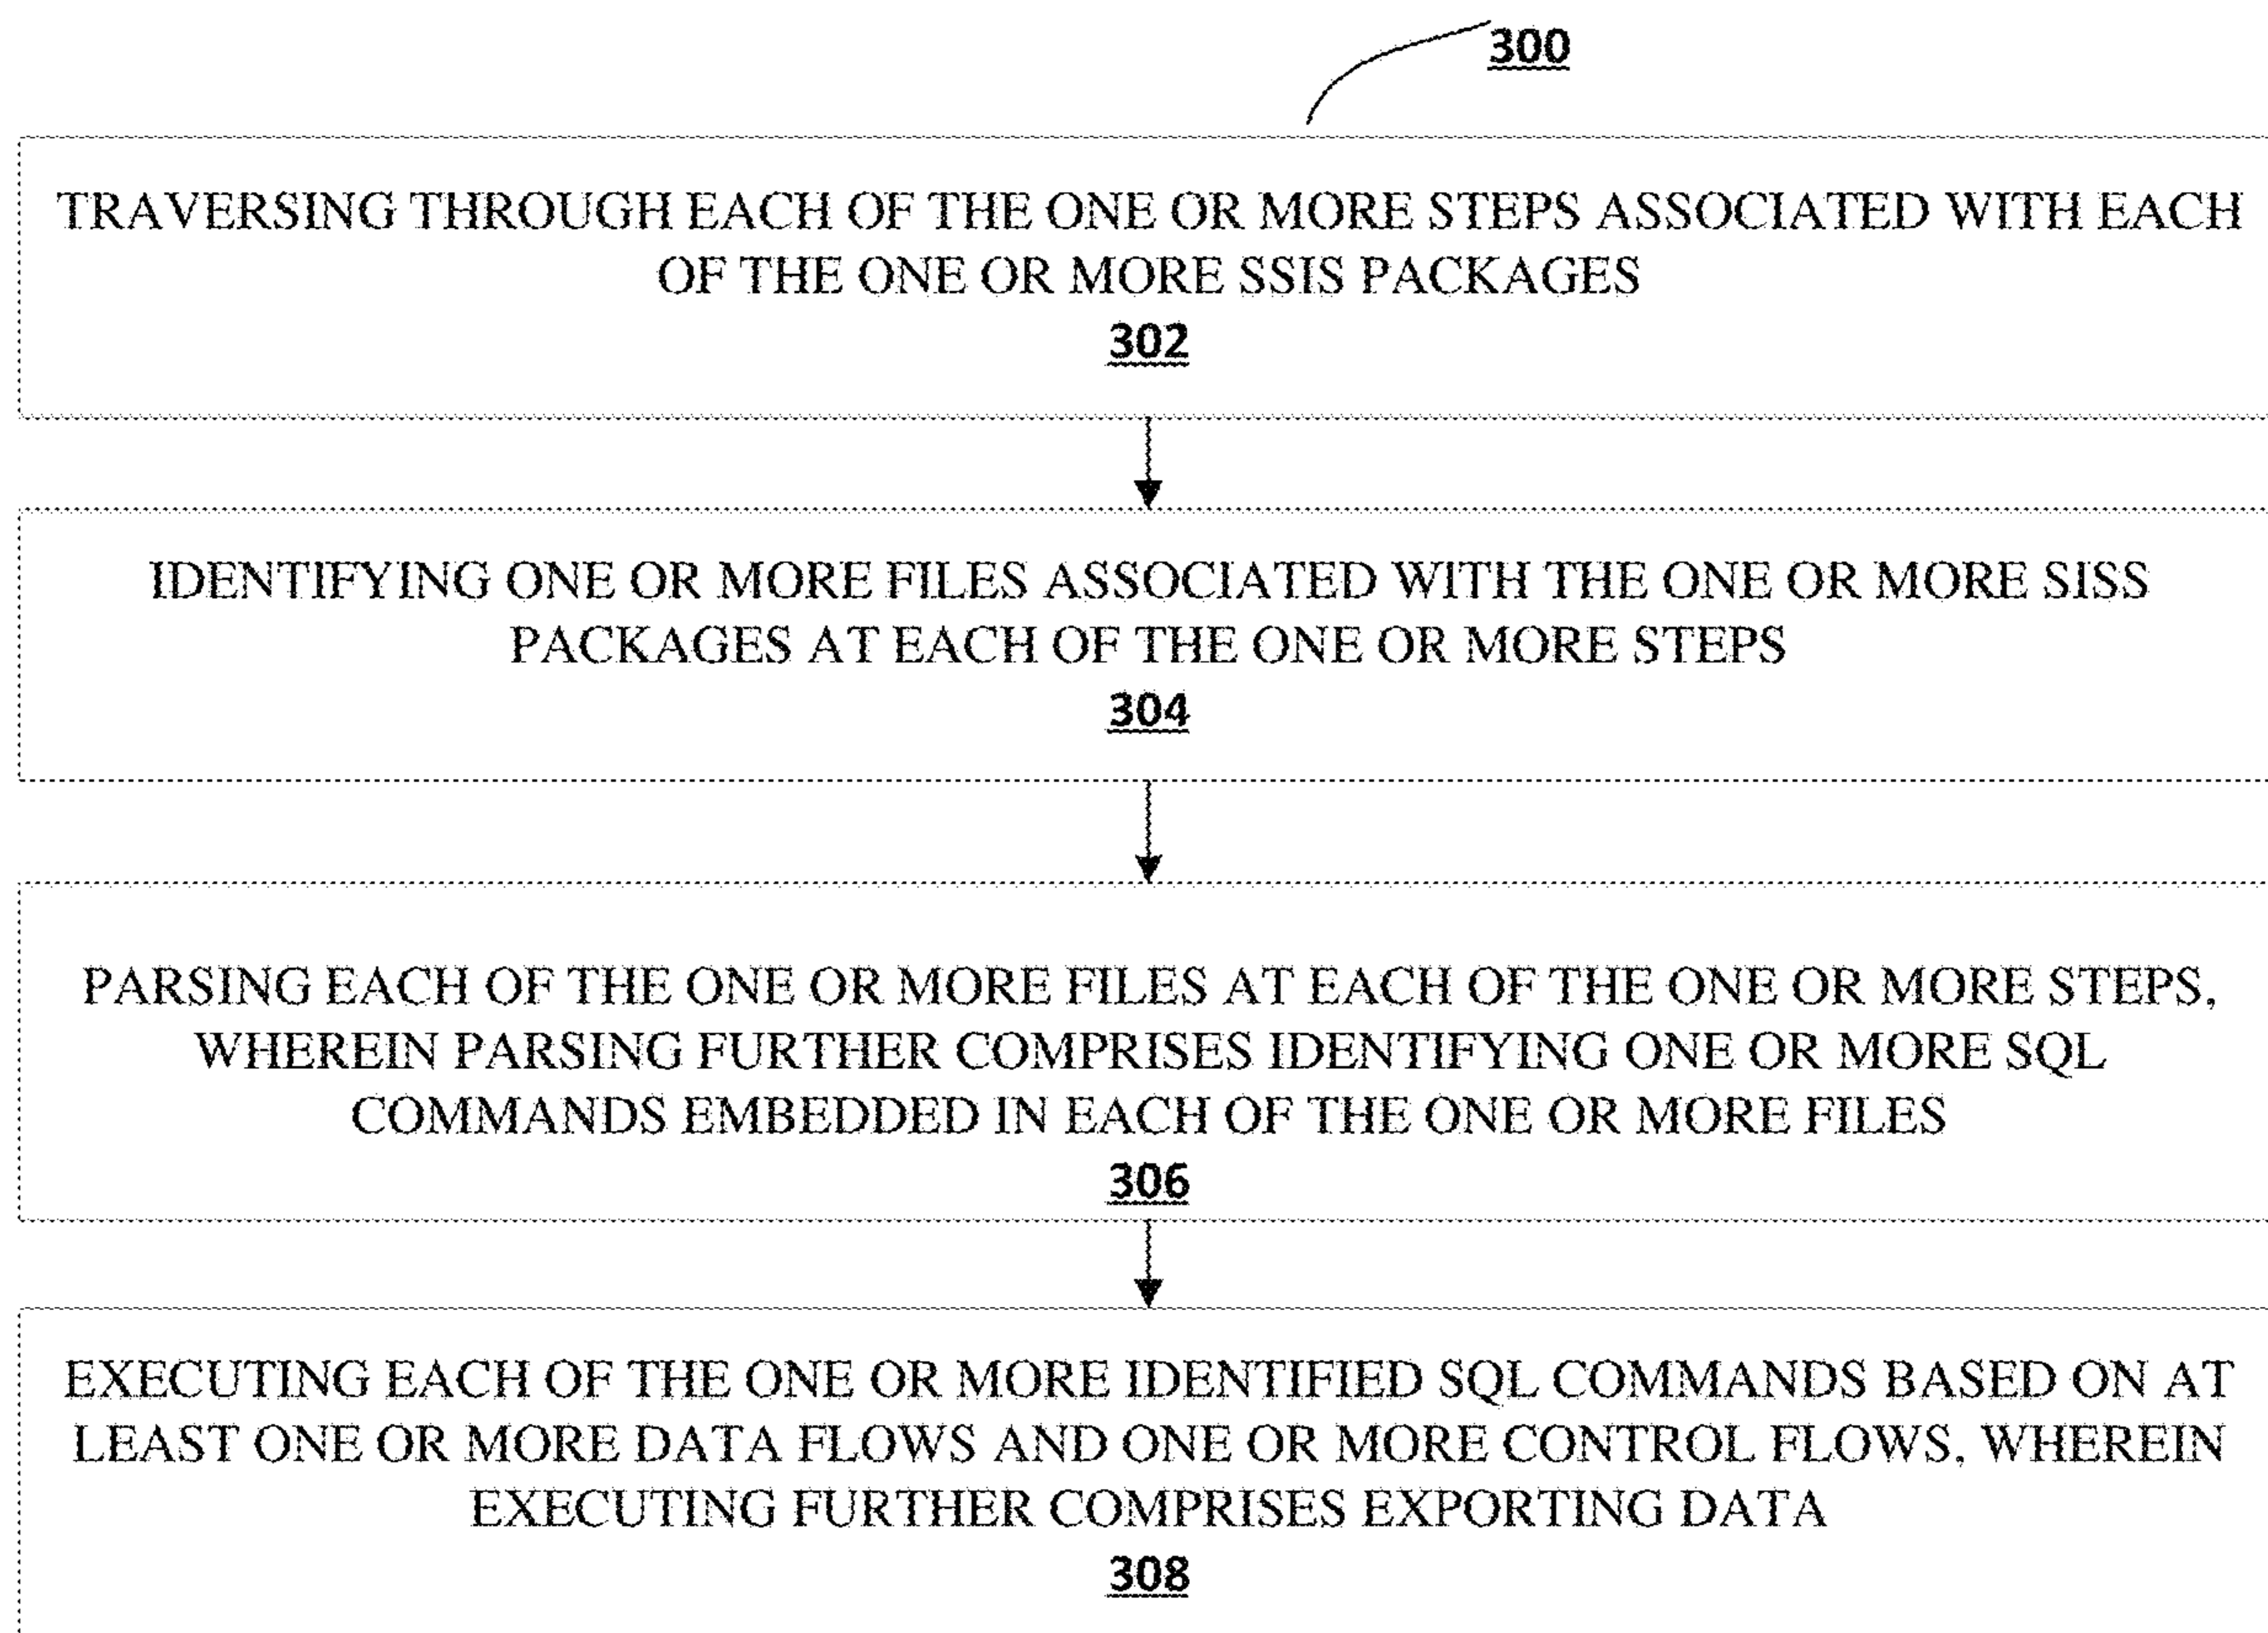 300
TRAVERSING THROUGH EACH OF THE ONE OR MORE STEPS ASSOCIATED WITH EACH
OF THE ONE OR MORE SSIS PACKAGES
302
IDENTIFYING ONE OR MORE FILES ASSOCIATED WITH THE ONE OR MORE SISS
PACKAGES AT EACH OF THE ONE OR MORE STEPS
304
PARSING EACH OF THE ONE OR MORE FILES AT EACH OF THE ONE OR MORE STEPS,
WHEREIN PARSING FURTHER COMPRISES IDENTIFYING ONE OR MORE SQL
COMMANDS EMBEDDED IN EACH OF THE ONE OR MORE FILES
306
EXECUTING EACH OF THE ONE OR MORE IDENTIFIED SQL COMMANDS BASED ON AT
LEAST ONE OR MORE DATA FLOWS AND ONE OR MORE CONTROL FLOWS, WHEREIN
EXECUTING FURTHER COMPRISES EXPORTING DATA
308